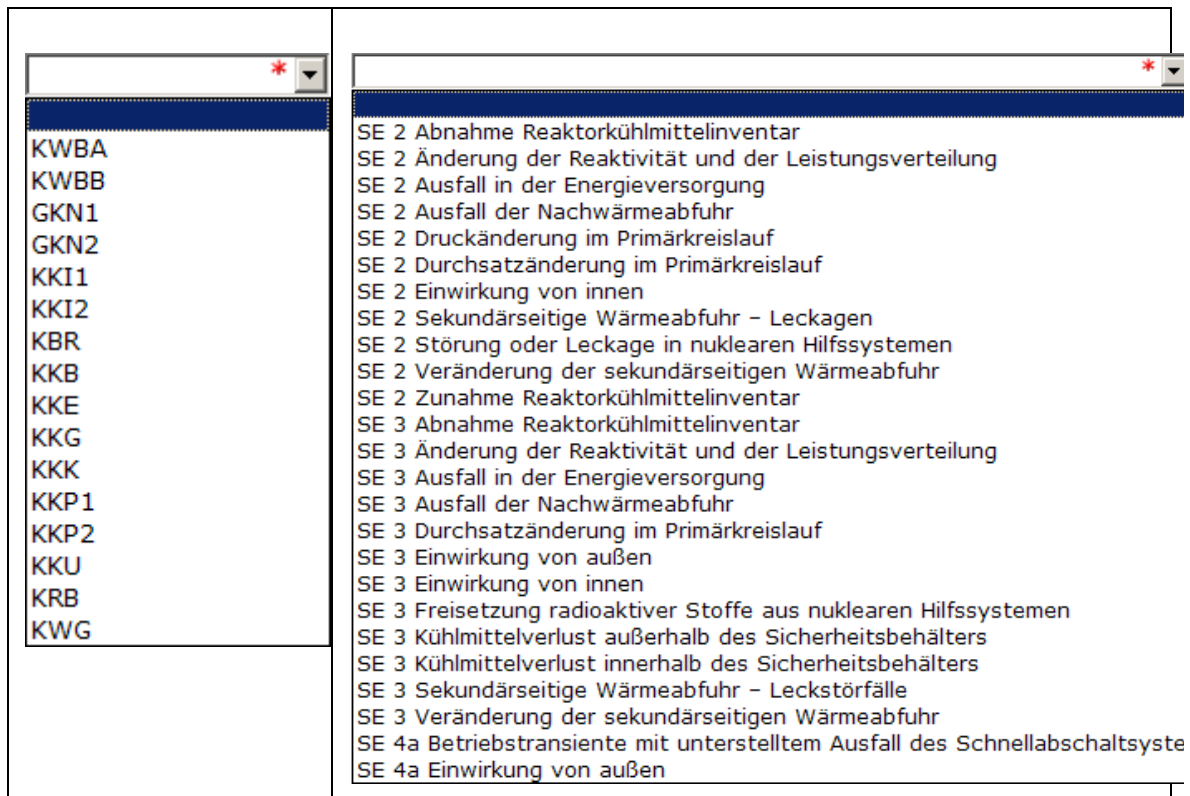 *
KWBA
KWBB
GKN1
GKN2
KKI1
KKI2
KBR
KKB
KKE
KKG
KKK
KKP1
KKP2
KKU
KRB
KWG
*
SE 2 Abnahme Reaktorkühlmittelinventar
SE 2 Änderung der Reaktivität und der Leistungsverteilung
SE 2 Ausfall in der Energieversorgung
SE 2 Ausfall der Nachwärmeabfuhr
SE 2 Druckänderung im Primärkreislauf
SE 2 Durchsatzänderung im Primärkreislauf
SE 2 Einwirkung von innen
SE 2 Sekundärseitige Wärmeabfuhr – Leckagen
SE 2 Störung oder Leckage in nuklearen Hilfssystemen
SE 2 Veränderung der sekundärseitigen Wärmeabfuhr
SE 2 Zunahme Reaktorkühlmittelinventar
SE 3 Abnahme Reaktorkühlmittelinventar
SE 3 Änderung der Reaktivität und der Leistungsverteilung
SE 3 Ausfall in der Energieversorgung
SE 3 Ausfall der Nachwärmeabfuhr
SE 3 Durchsatzänderung im Primärkreislauf
SE 3 Einwirkung von außen
SE 3 Einwirkung von innen
SE 3 Freisetzung radioaktiver Stoffe aus nuklearen Hilfssystemen
SE 3 Kühlmittelverlust außerhalb des Sicherheitsbehälters
SE 3 Kühlmittelverlust innerhalb des Sicherheitsbehälters
SE 3 Sekundärseitige Wärmeabfuhr – Leckstörfälle
SE 3 Veränderung der sekundärseitigen Wärmeabfuhr
SE 4a Betriebstransiente mit unterstelltem Ausfall des Schnellabschaltsyste
SE 4a Einwirkung von außen